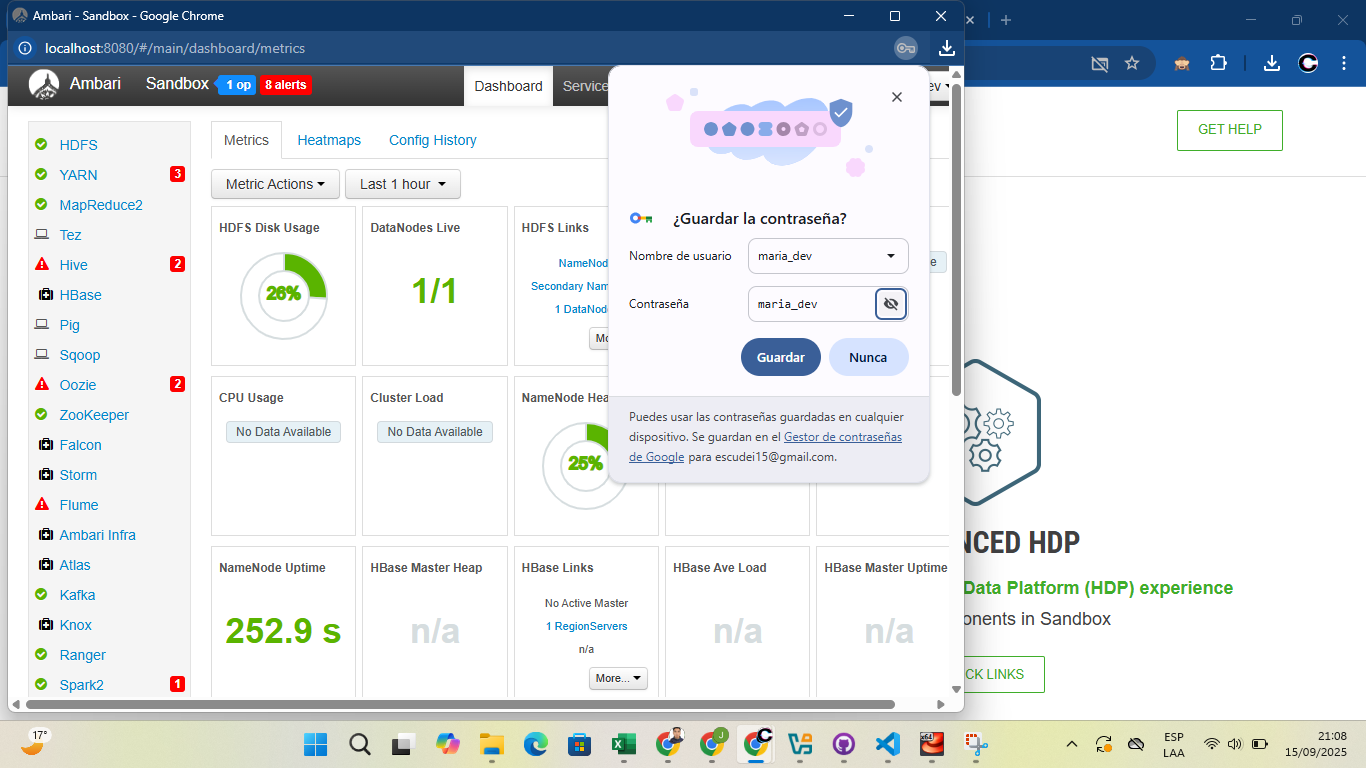 Ambari - Sandbox - Google Chrome
localhost:8080/#/main/dashboard/metrics
Ambari Sandbox 1 op 8 alerts Dashboard Service
GET HELP
HDFS
YARN 3
MapReduce2
Tez
Hive 2
HBase
Pig
Sqoop
Oozie 2
ZooKeeper
Falcon
Storm
Flume
Ambari Infra
Atlas
Kafka
Knox
Ranger
Spark2 1
Metrics Heatmaps Config History
Metric Actions Last 1 hour
HDFS Disk Usage
26%
DataNodes Live
1/1
HDFS Links
NameNod
Secondary Nam
1 DataNod
Mo
CPU Usage
No Data Available
Cluster Load
No Data Available
NameNode Hea
25%
NameNode Uptime
252.9 s
HBase Master Heap
n/a
HBase Links
No Active Master
1 RegionServers
n/a
More...
HBase Ave Load
n/a
HBase Master Uptime
n/a
¿Guardar la contraseña?
Nombre de usuario maria_dev
Contraseña maria_dev
Guardar Nunca
Puedes usar las contraseñas guardadas en cualquier
dispositivo. Se guardan en el Gestor de contraseñas
de Google para escudei15@gmail.com.
NCED HDP
Data Platform (HDP) experience
onents in Sandbox
CK LINKS
17°
ESP
LAA
21:08
15/09/2025